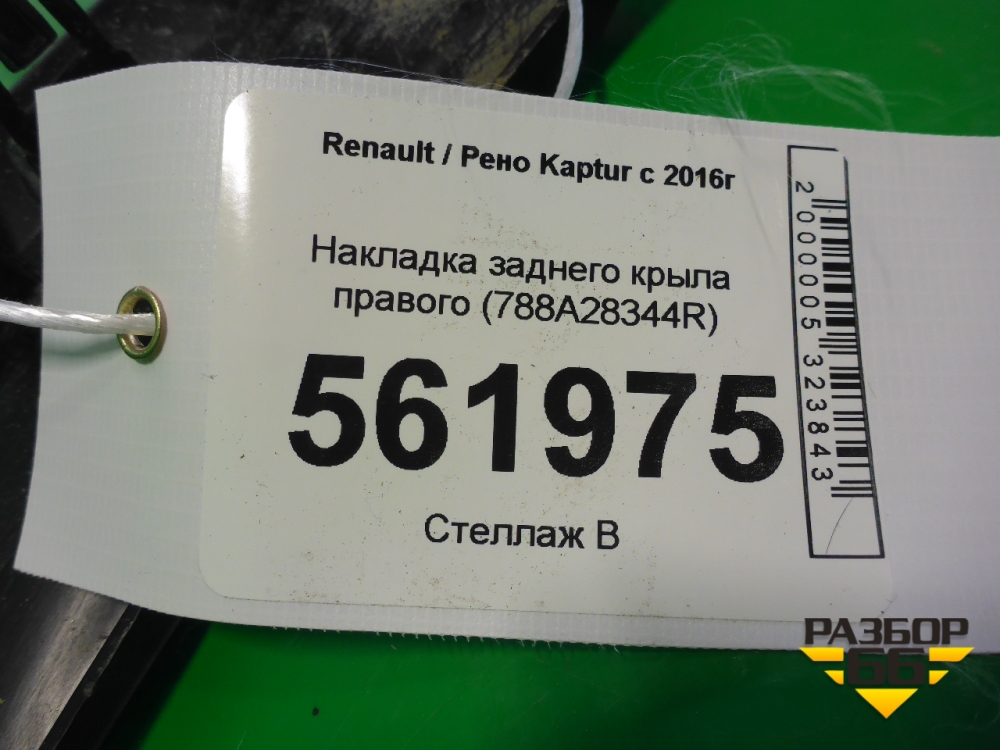 Renault / Рено Kaptur с 2016г
Накладка заднего крыла
правого (788A28344R)
561975
Стеллаж В
2000005323843
РАЗБОР
66